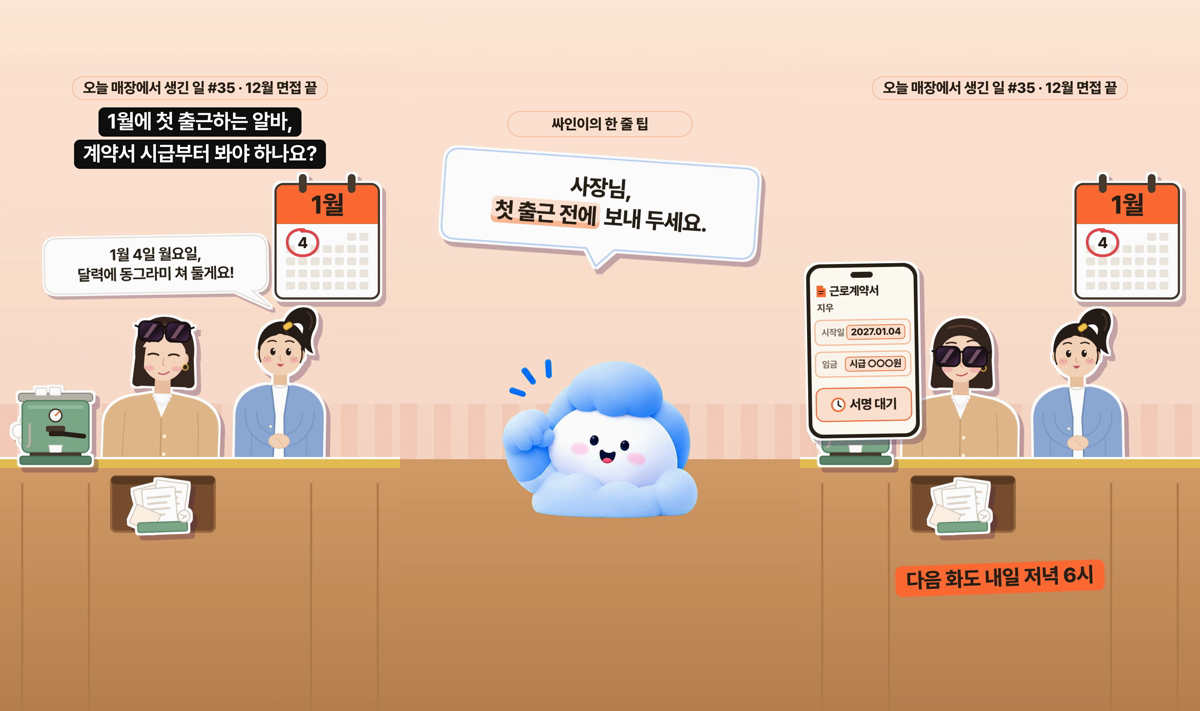 오늘 매장에서 생긴 일 #35 · 12월 면접 끝
1월에 첫 출근하는 알바,
계약서 시급부터 봐야 하나요?
1월
4
1월 4일 월요일,
달력에 동그라미 쳐 둘게요!
싸인이의 한 줄 팁
사장님,
첫 출근 전에 보내 두세요.
오늘 매장에서 생긴 일 #35 · 12월 면접 끝
1월
4
근로계약서
지우
시작일 2027.01.04
임금 시급 OOO원
서명 대기
다음 화도 내일 저녁 6시